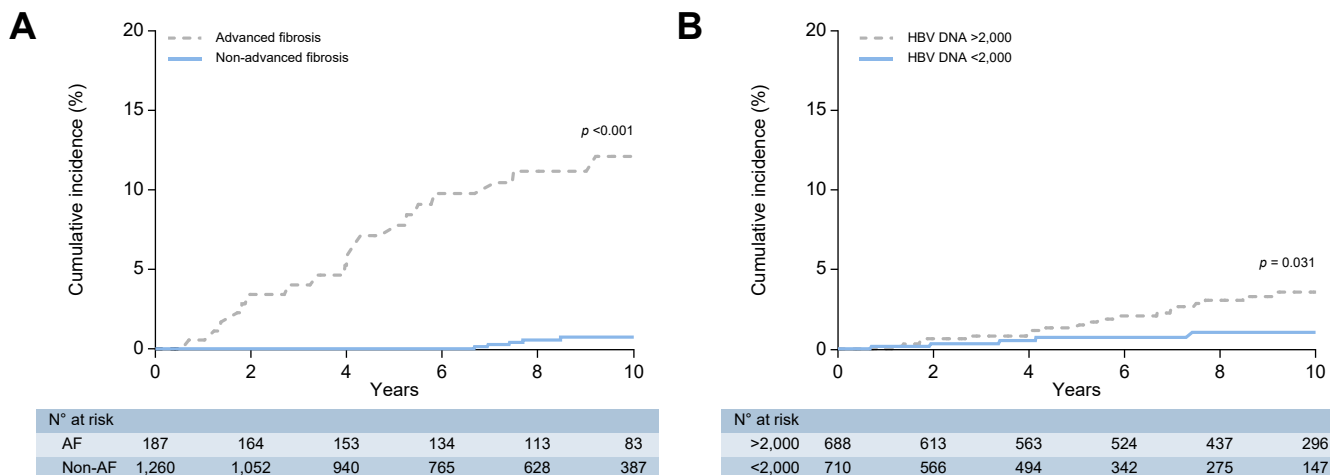 A
Advanced fibrosis
Non-advanced fibrosis
20
15
10
5
0
Cumulative incidence (%)
p <0.001
0 2 4 6 8 10
Years
N° at risk
AF 187 164 153 134 113 83
Non-AF 1,260 1,052 940 765 628 387
B
HBV DNA >2,000
HBV DNA <2,000
20
15
10
5
0
Cumulative incidence (%)
p = 0.031
0 2 4 6 8 10
Years
N° at risk
>2,000 688 613 563 524 437 296
<2,000 710 566 494 342 275 147